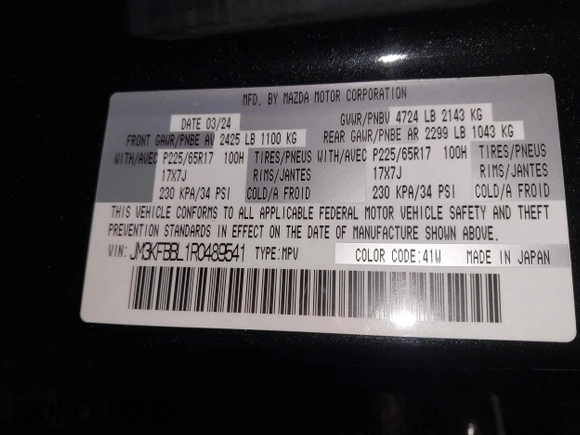 MFD. BY MAZDA MOTOR CORPORATION
DATE 03/24 GVWR/PNBV 4724 LB 2143 KG
FRONT GAWR/PNBE AV 2425 LB 1100 KG REAR GAWR/PNBE AR 2299 LB 1043 KG
WITH/AVEC P225/65R17 100H TIRES/PNEUS WITH/AVEC P225/65R17 100H TIRES/PNEUS
17X7J RIMS/JANTES 17X7J RIMS/JANTES
230 KPA/34 PSI COLD/A FROID 230 KPA/34 PSI COLD/A FROID
THIS VEHICLE CONFORMS TO ALL APPLICABLE FEDERAL MOTOR VEHICLE SAFETY AND THEFT
PREVENTION STANDARDS IN EFFECT ON THE DATE OF MANUFACTURE SHOWN ABOVE.
VIN: JM3KFBBL1R0489541 TYPE: MPV COLOR CODE: 41W MADE IN JAPAN